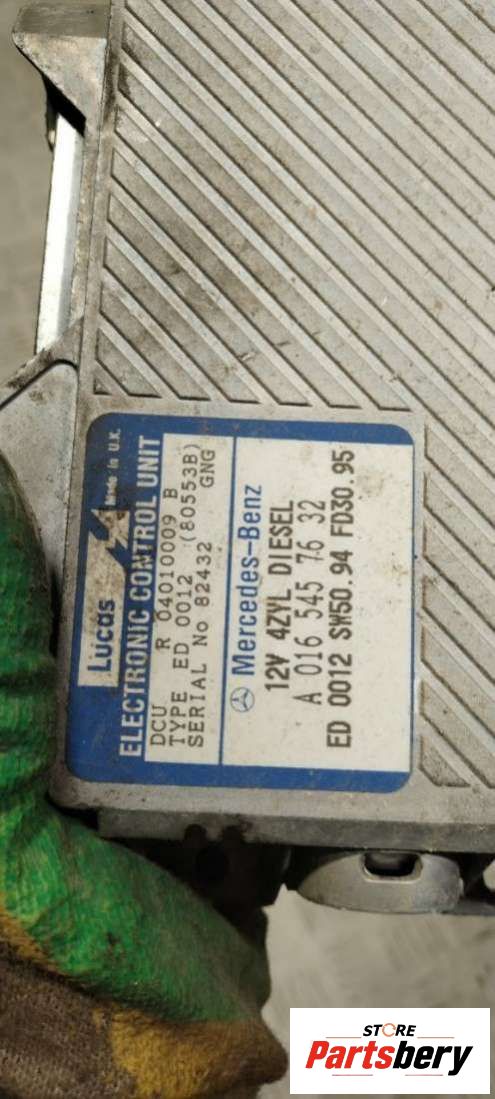 Lucas
Made in U.K.
ELECTRONIC CONTROL UNIT
DCU R 04010009 B
TYPE ED 0012 (80553B)
SERIAL No 82432 GNG
Mercedes-Benz
12V 4ZYL DIESEL
A 016 545 76 32
ED 0012 SW50.94 FD30.95
STORE
Partsbery